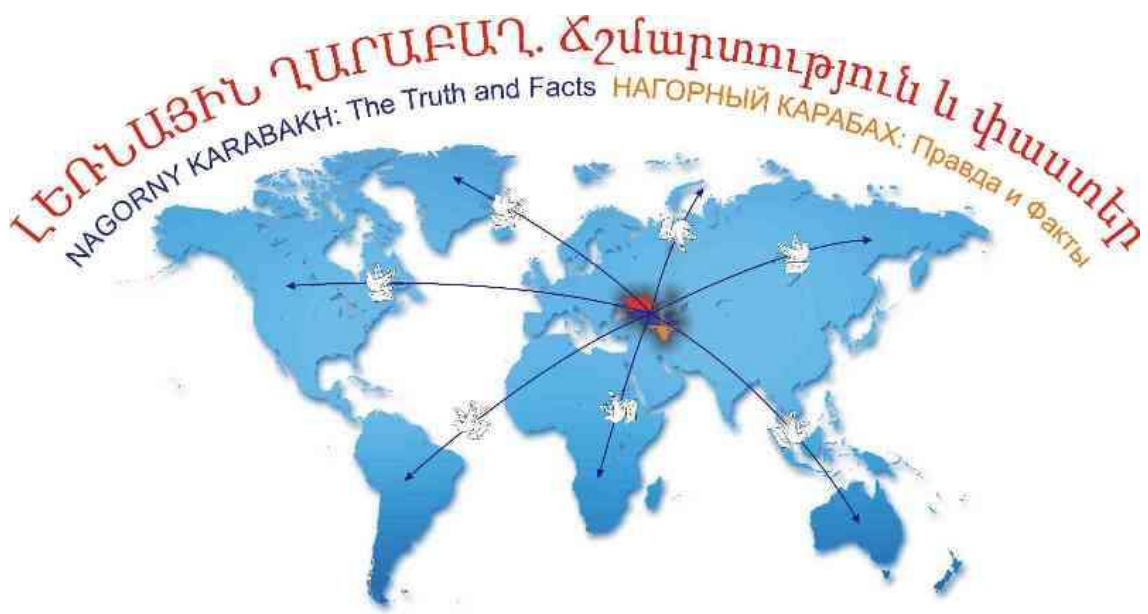 ԼԵՌՆԱՅԻՆ ՂԱՐԱԲԱՂ. Ճշմարտություն և փաստեր
NAGORNY KARABAKH: The Truth and Facts НАГОРНЫЙ КАРАБАХ: Правда и Факты